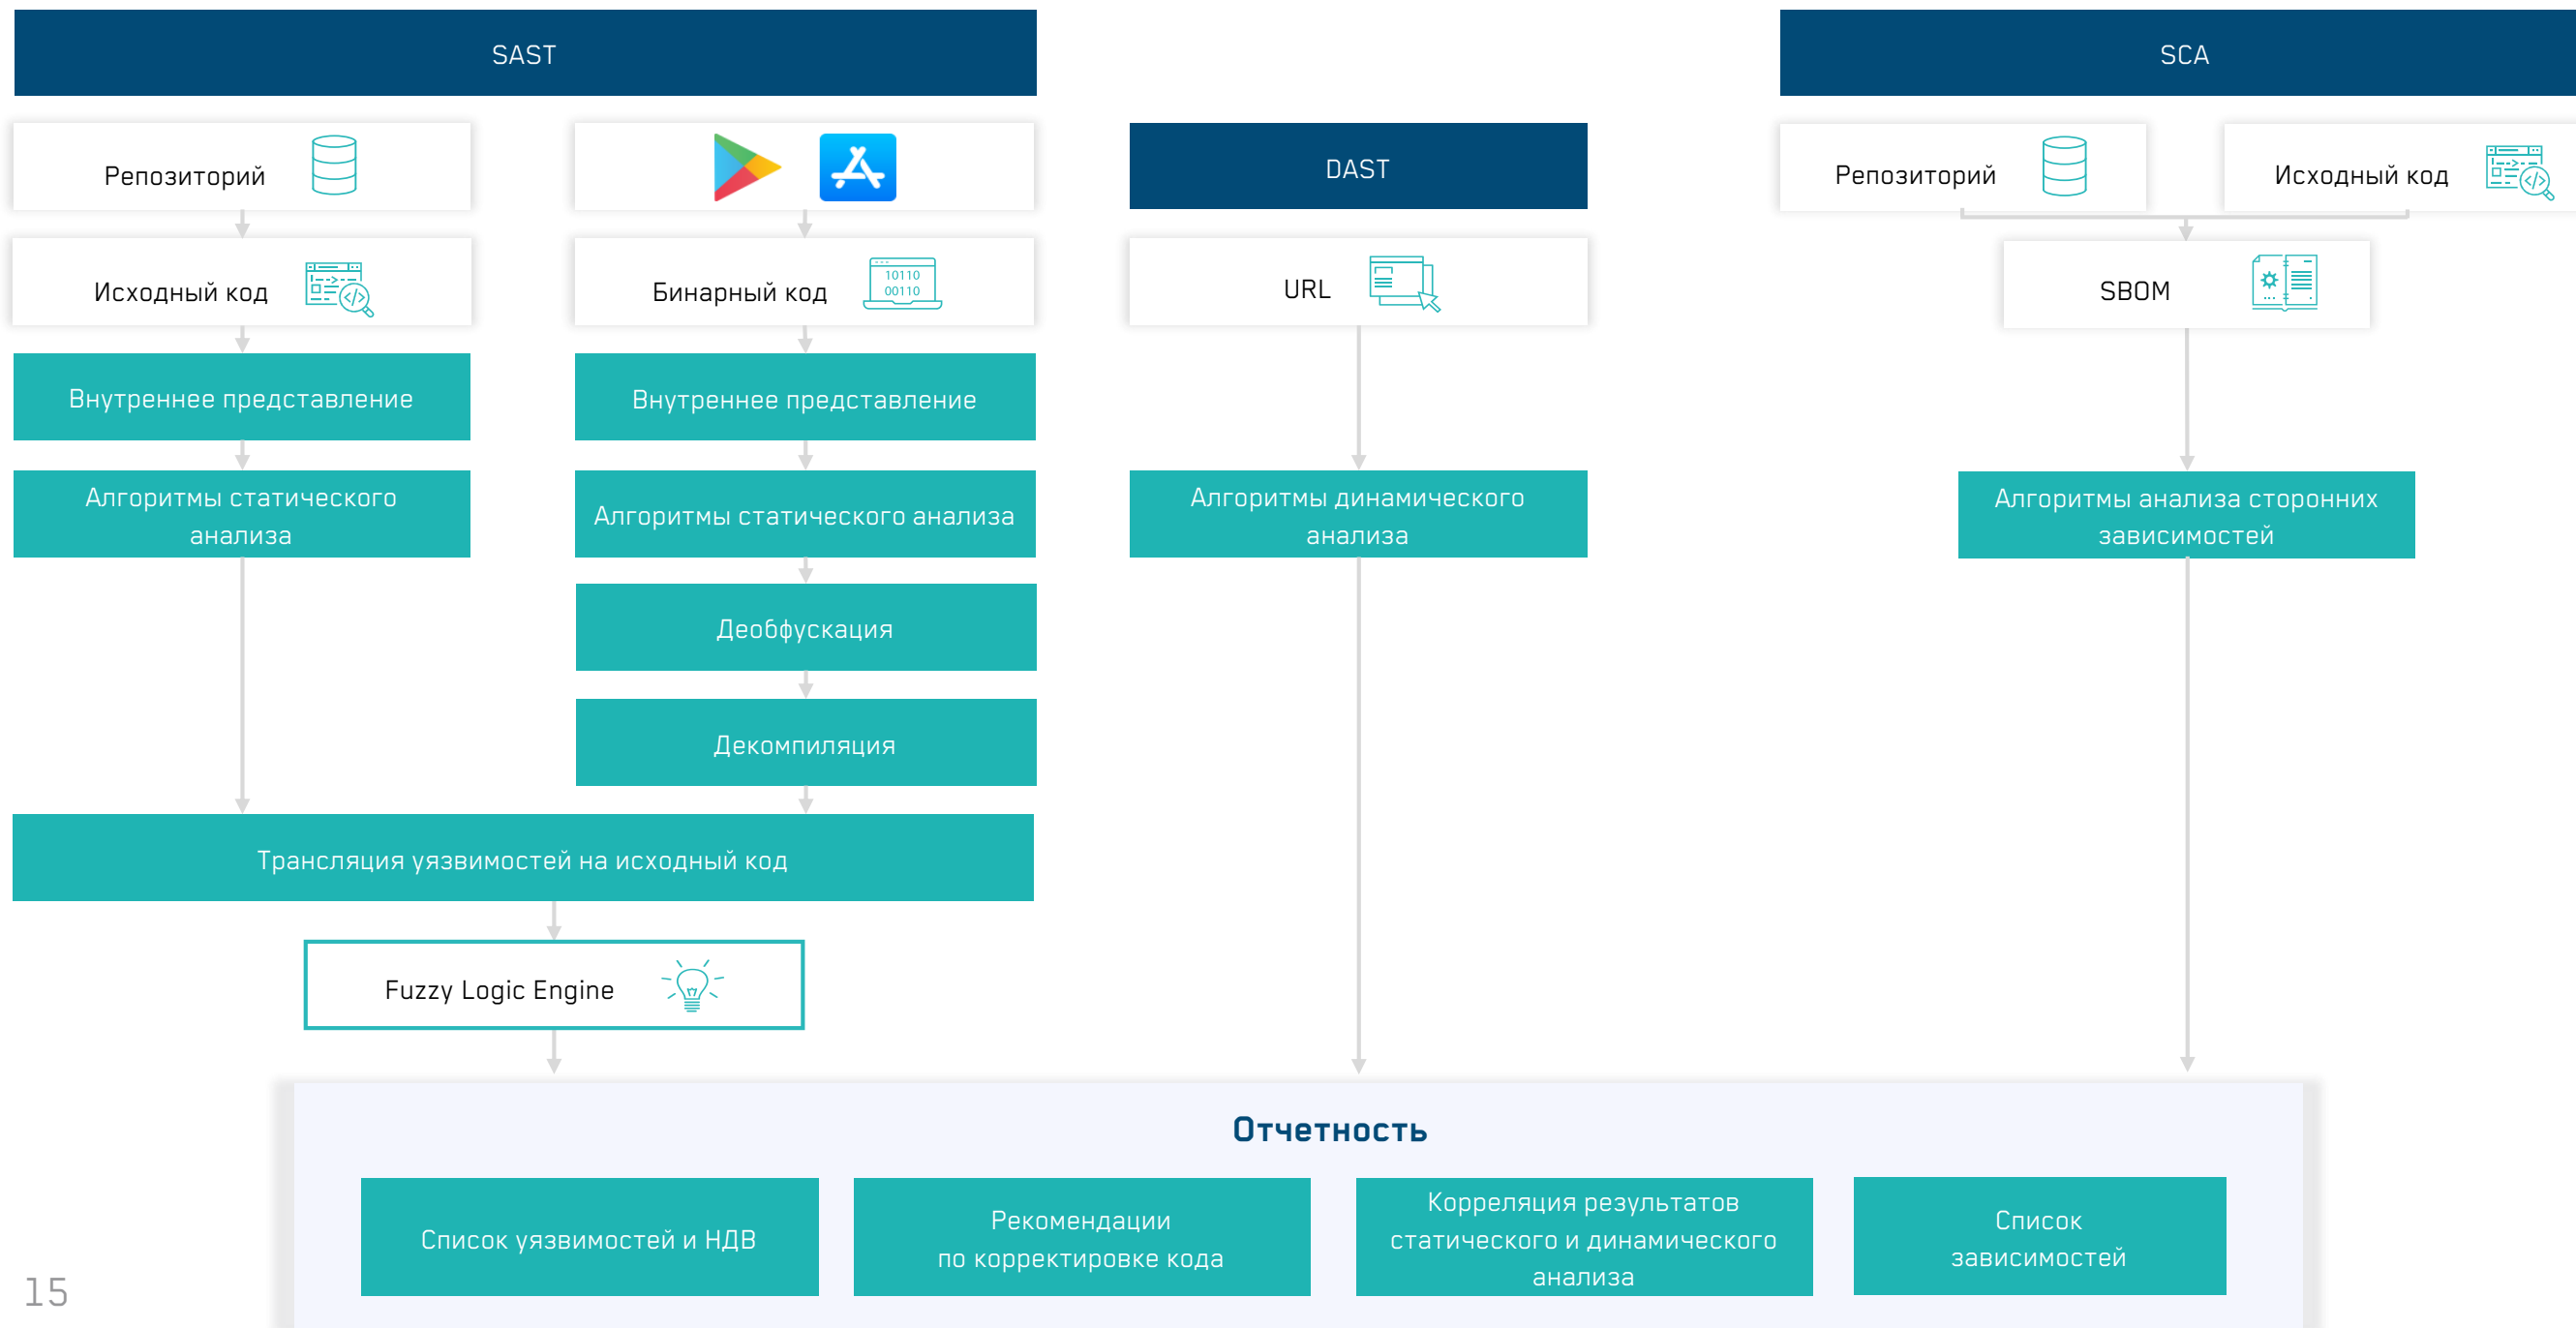 SAST
SCA
Репозиторий
DAST
Репозиторий
Исходный код
Исходный код
Бинарный код
10110
00110
URL
SBOM
Внутреннее представление
Внутреннее представление
Алгоритмы статического
анализа
Алгоритмы статического анализа
Алгоритмы динамического
анализа
Алгоритмы анализа сторонних
зависимостей
Деобфускация
Декомпиляция
Трансляция уязвимостей на исходный код
Fuzzy Logic Engine
Отчетность
Список уязвимостей и НДВ
Рекомендации
по корректировке кода
Корреляция результатов
статического и динамического
анализа
Список
зависимостей
15